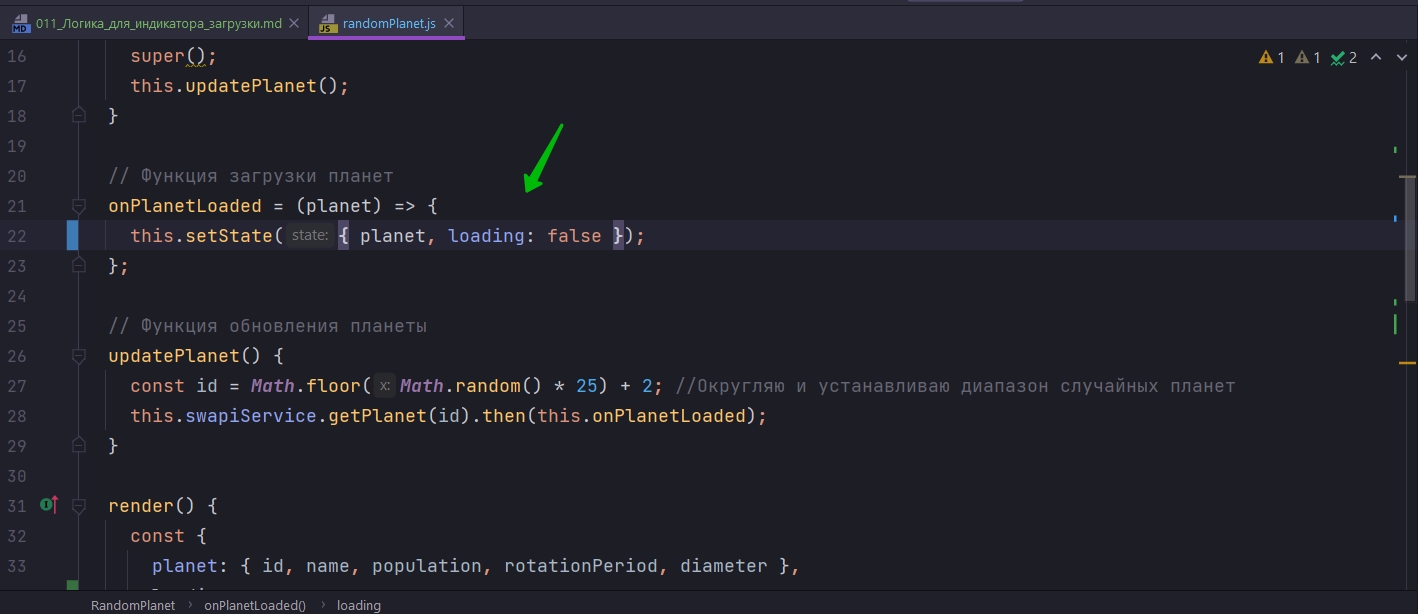 011_Логика_для_индикатора_загрузки.md randomPlanet.js
16 super();
1 1 2
17 this.updatePlanet();
18 }
19
20 // Функция загрузки планет
21 onPlanetLoaded = (planet) => {
22 this.setState( state: { planet, loading: false });
23 };
24
25 // Функция обновления планеты
26 updatePlanet() {
27 const id = Math.floor( x: Math.random() * 25) + 2; //Округляю и устанавливаю диапазон случайных планет
28 this.swapiService.getPlanet(id).then(this.onPlanetLoaded);
29 }
30
31 render() {
32 const {
33 planet: { id, name, population, rotationPeriod, diameter },
RandomPlanet › onPlanetLoaded() › loading